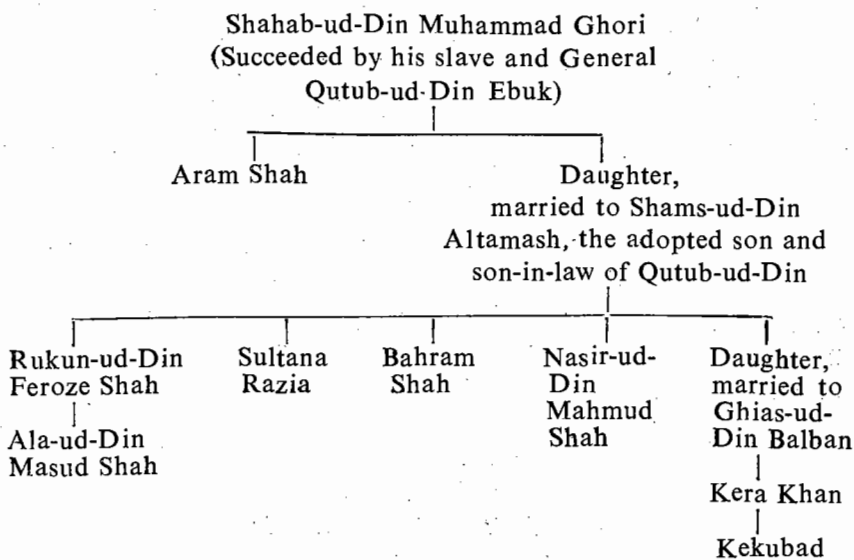 Shahab-ud-Din Muhammad Ghori
(Succeeded by his slave and General
Qutub-ud-Din Ebuk)
Aram Shah
Daughter,
married to Shams-ud-Din
Altamash, the adopted son and
son-in-law of Qutub-ud-Din
Rukun-ud-Din
Feroze Shah
Ala-ud-Din
Masud Shah
Sultana
Razia
Bahram
Shah
Nasir-ud-
Din
Mahmud
Shah
Daughter,
married to
Ghias-ud-
Din Balban
Kera Khan
Kekubad